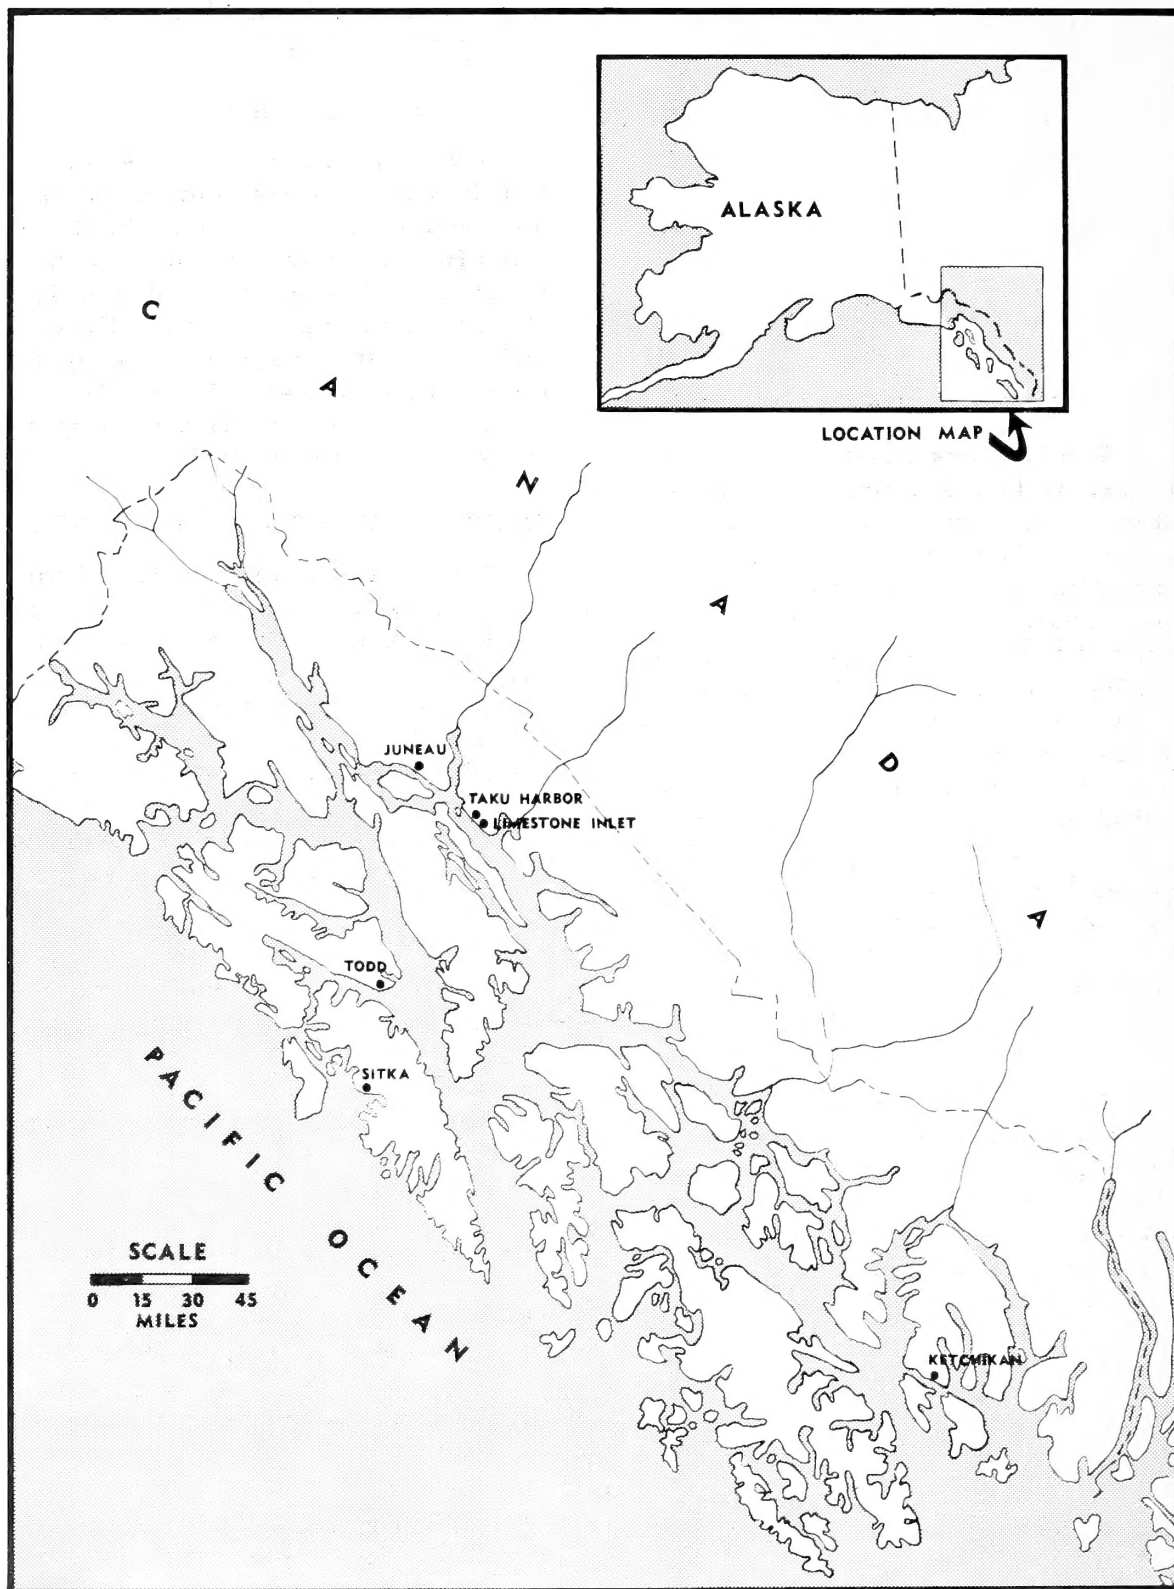 ALASKA
LOCATION MAP
C A N A D A
JUNEAU
TAKU HARBOR
LIMESTONE INLET
TODD
SITKA
PACIFIC OCEAN
SCALE
0 15 30 45
MILES
KETCHIKAN